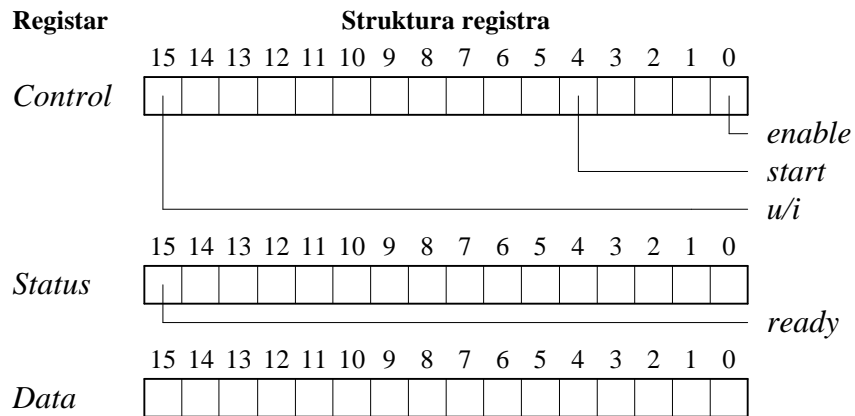 Registar Struktura registra
15 14 13 12 11 10 9 8 7 6 5 4 3 2 1 0
Control
enable
start
u/i
15 14 13 12 11 10 9 8 7 6 5 4 3 2 1 0
Status
ready
15 14 13 12 11 10 9 8 7 6 5 4 3 2 1 0
Data